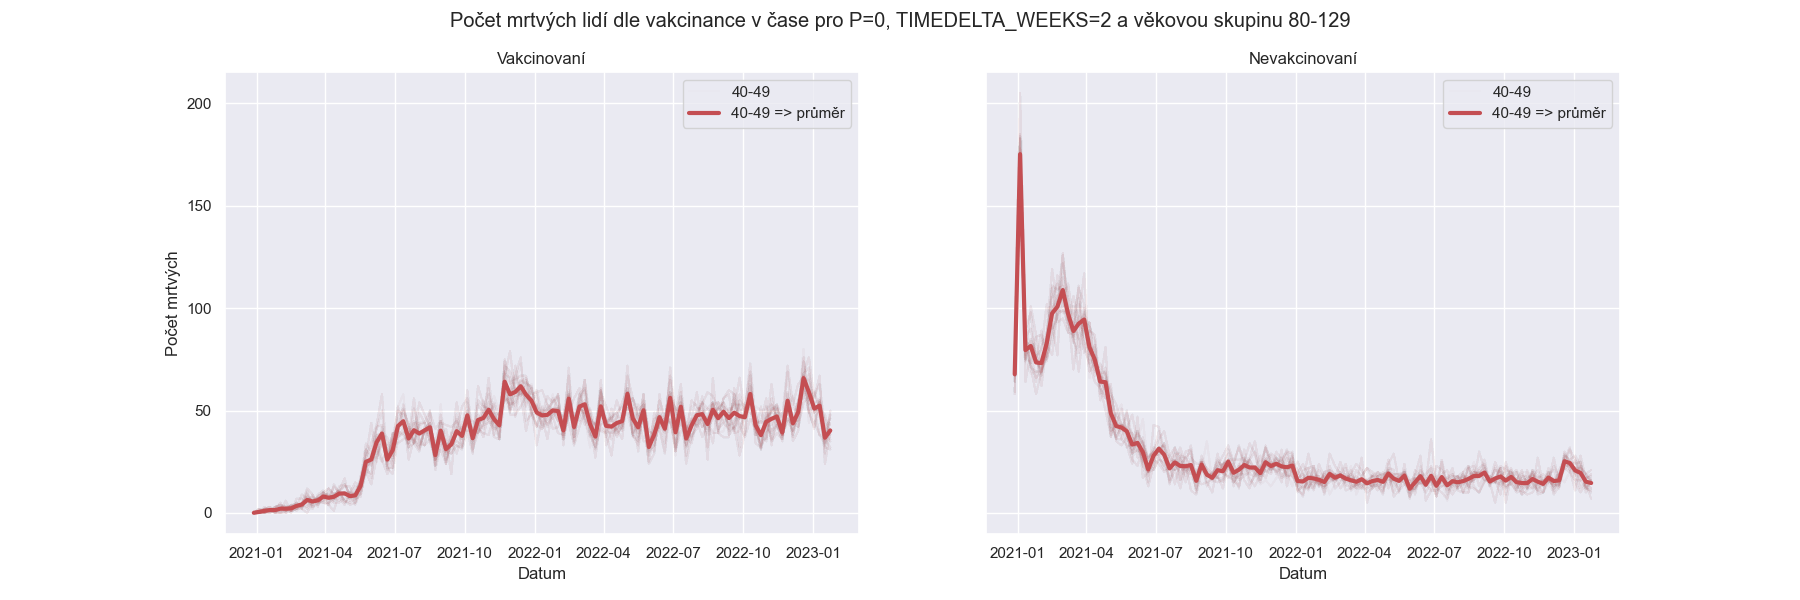 Počet mrtvých lidí dle vakcinance v čase pro P=0, TIMEDELTA_WEEKS=2 a věkovou skupinu 80-129
Vakcinovaní
40-49
40-49 => průměr
200
150
100
50
0
Počet mrtvých
2021-01 2021-04 2021-07 2021-10 2022-01 2022-04 2022-07 2022-10 2023-01
Datum
Nevakcinovaní
40-49
40-49 => průměr
2021-01 2021-04 2021-07 2021-10 2022-01 2022-04 2022-07 2022-10 2023-01
Datum